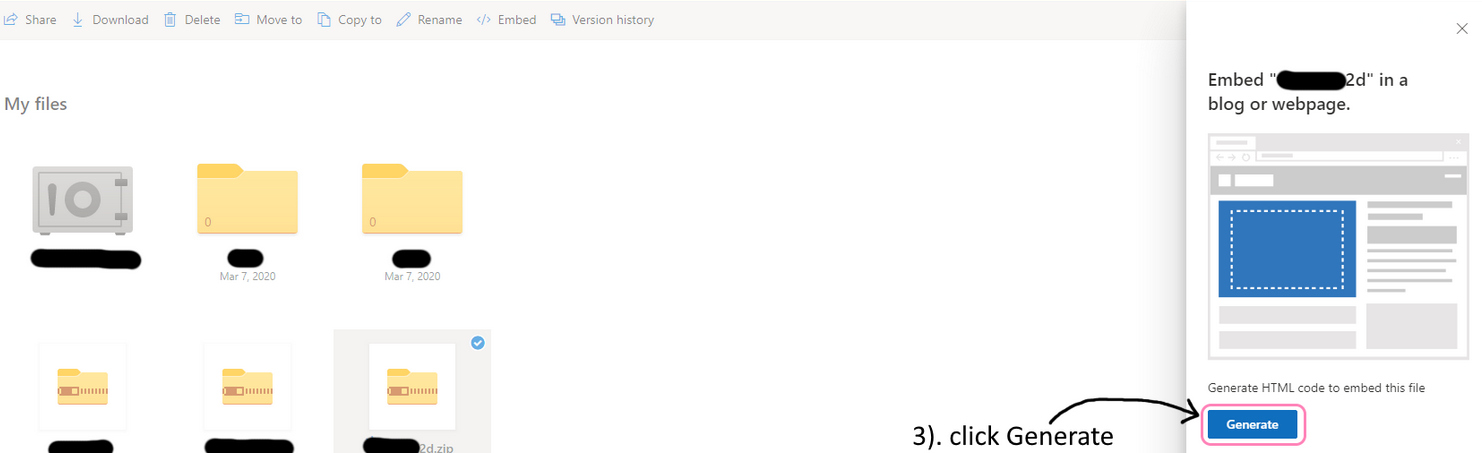 Share Download Delete Move to Copy to Rename Embed Version history
My files
0
0
Mar 7, 2020
Mar 7, 2020
2d.zip
Embed " 2d" in a
blog or webpage.
Generate HTML code to embed this file
Generate
3). click Generate